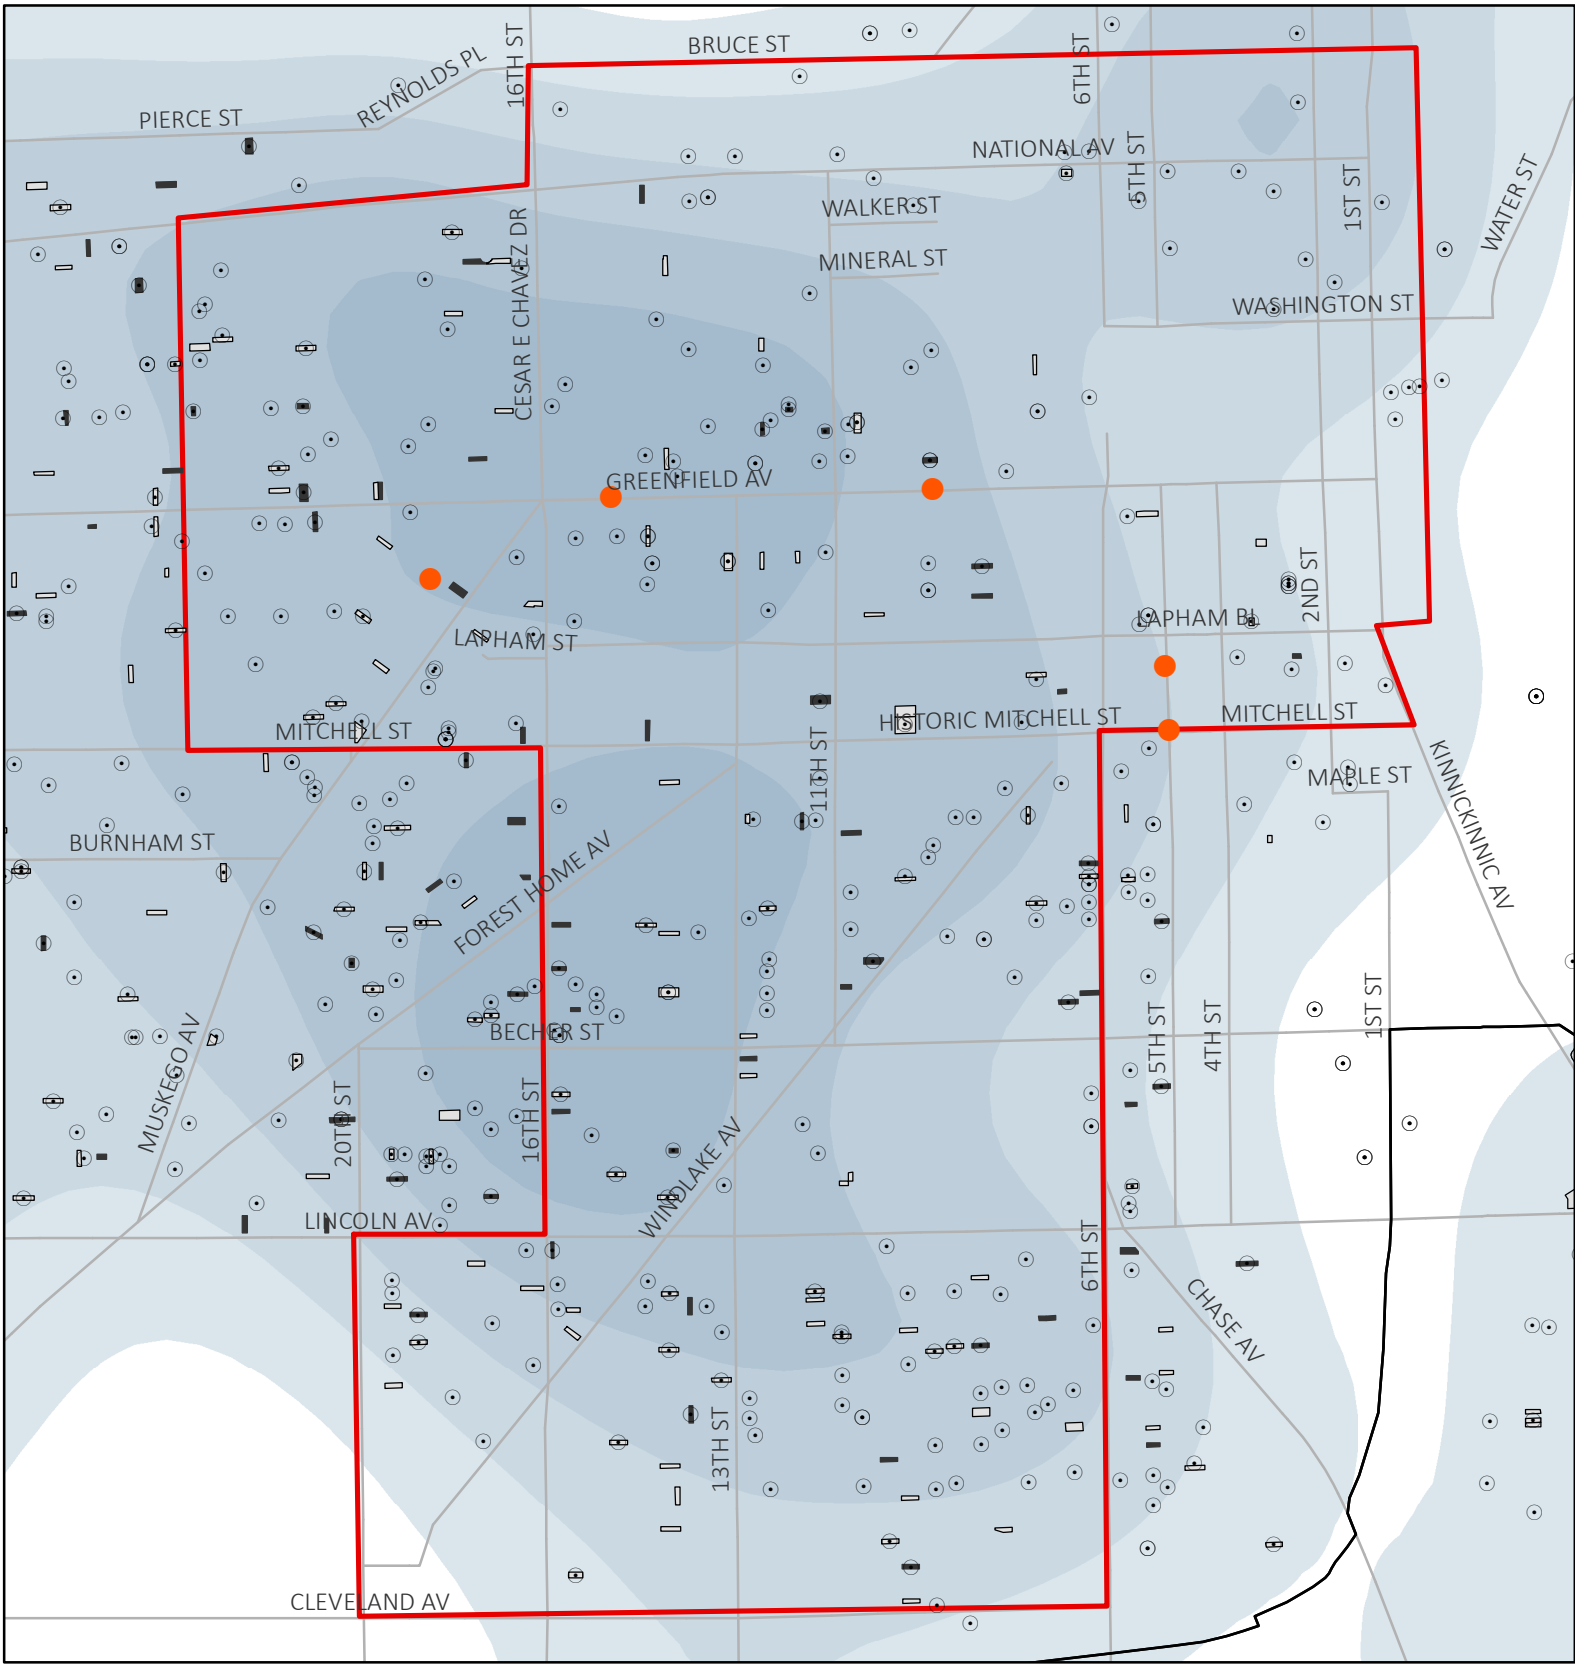 16TH ST
BRUCE ST
6TH ST
REYNOLDS PL
PIERCE ST
NATIONAL AV
5TH ST
1ST ST
WATER ST
WALKER ST
CESAR E CHAVEZ DR
MINERAL ST
WASHINGTON ST
GREENFIELD AV
2ND ST
LAPHAM BL
LAPHAM ST
MITCHELL ST
HISTORIC MITCHELL ST
MITCHELL ST
11TH ST
MAPLE ST
KINNICKINNIC AV
BURNHAM ST
FOREST HOME AV
MUSKEGO AV
BECHER ST
5TH ST
4TH ST
1ST ST
20TH ST
16TH ST
WINDLAKE AV
LINCOLN AV
6TH ST
CHASE AV
13TH ST
CLEVELAND AV